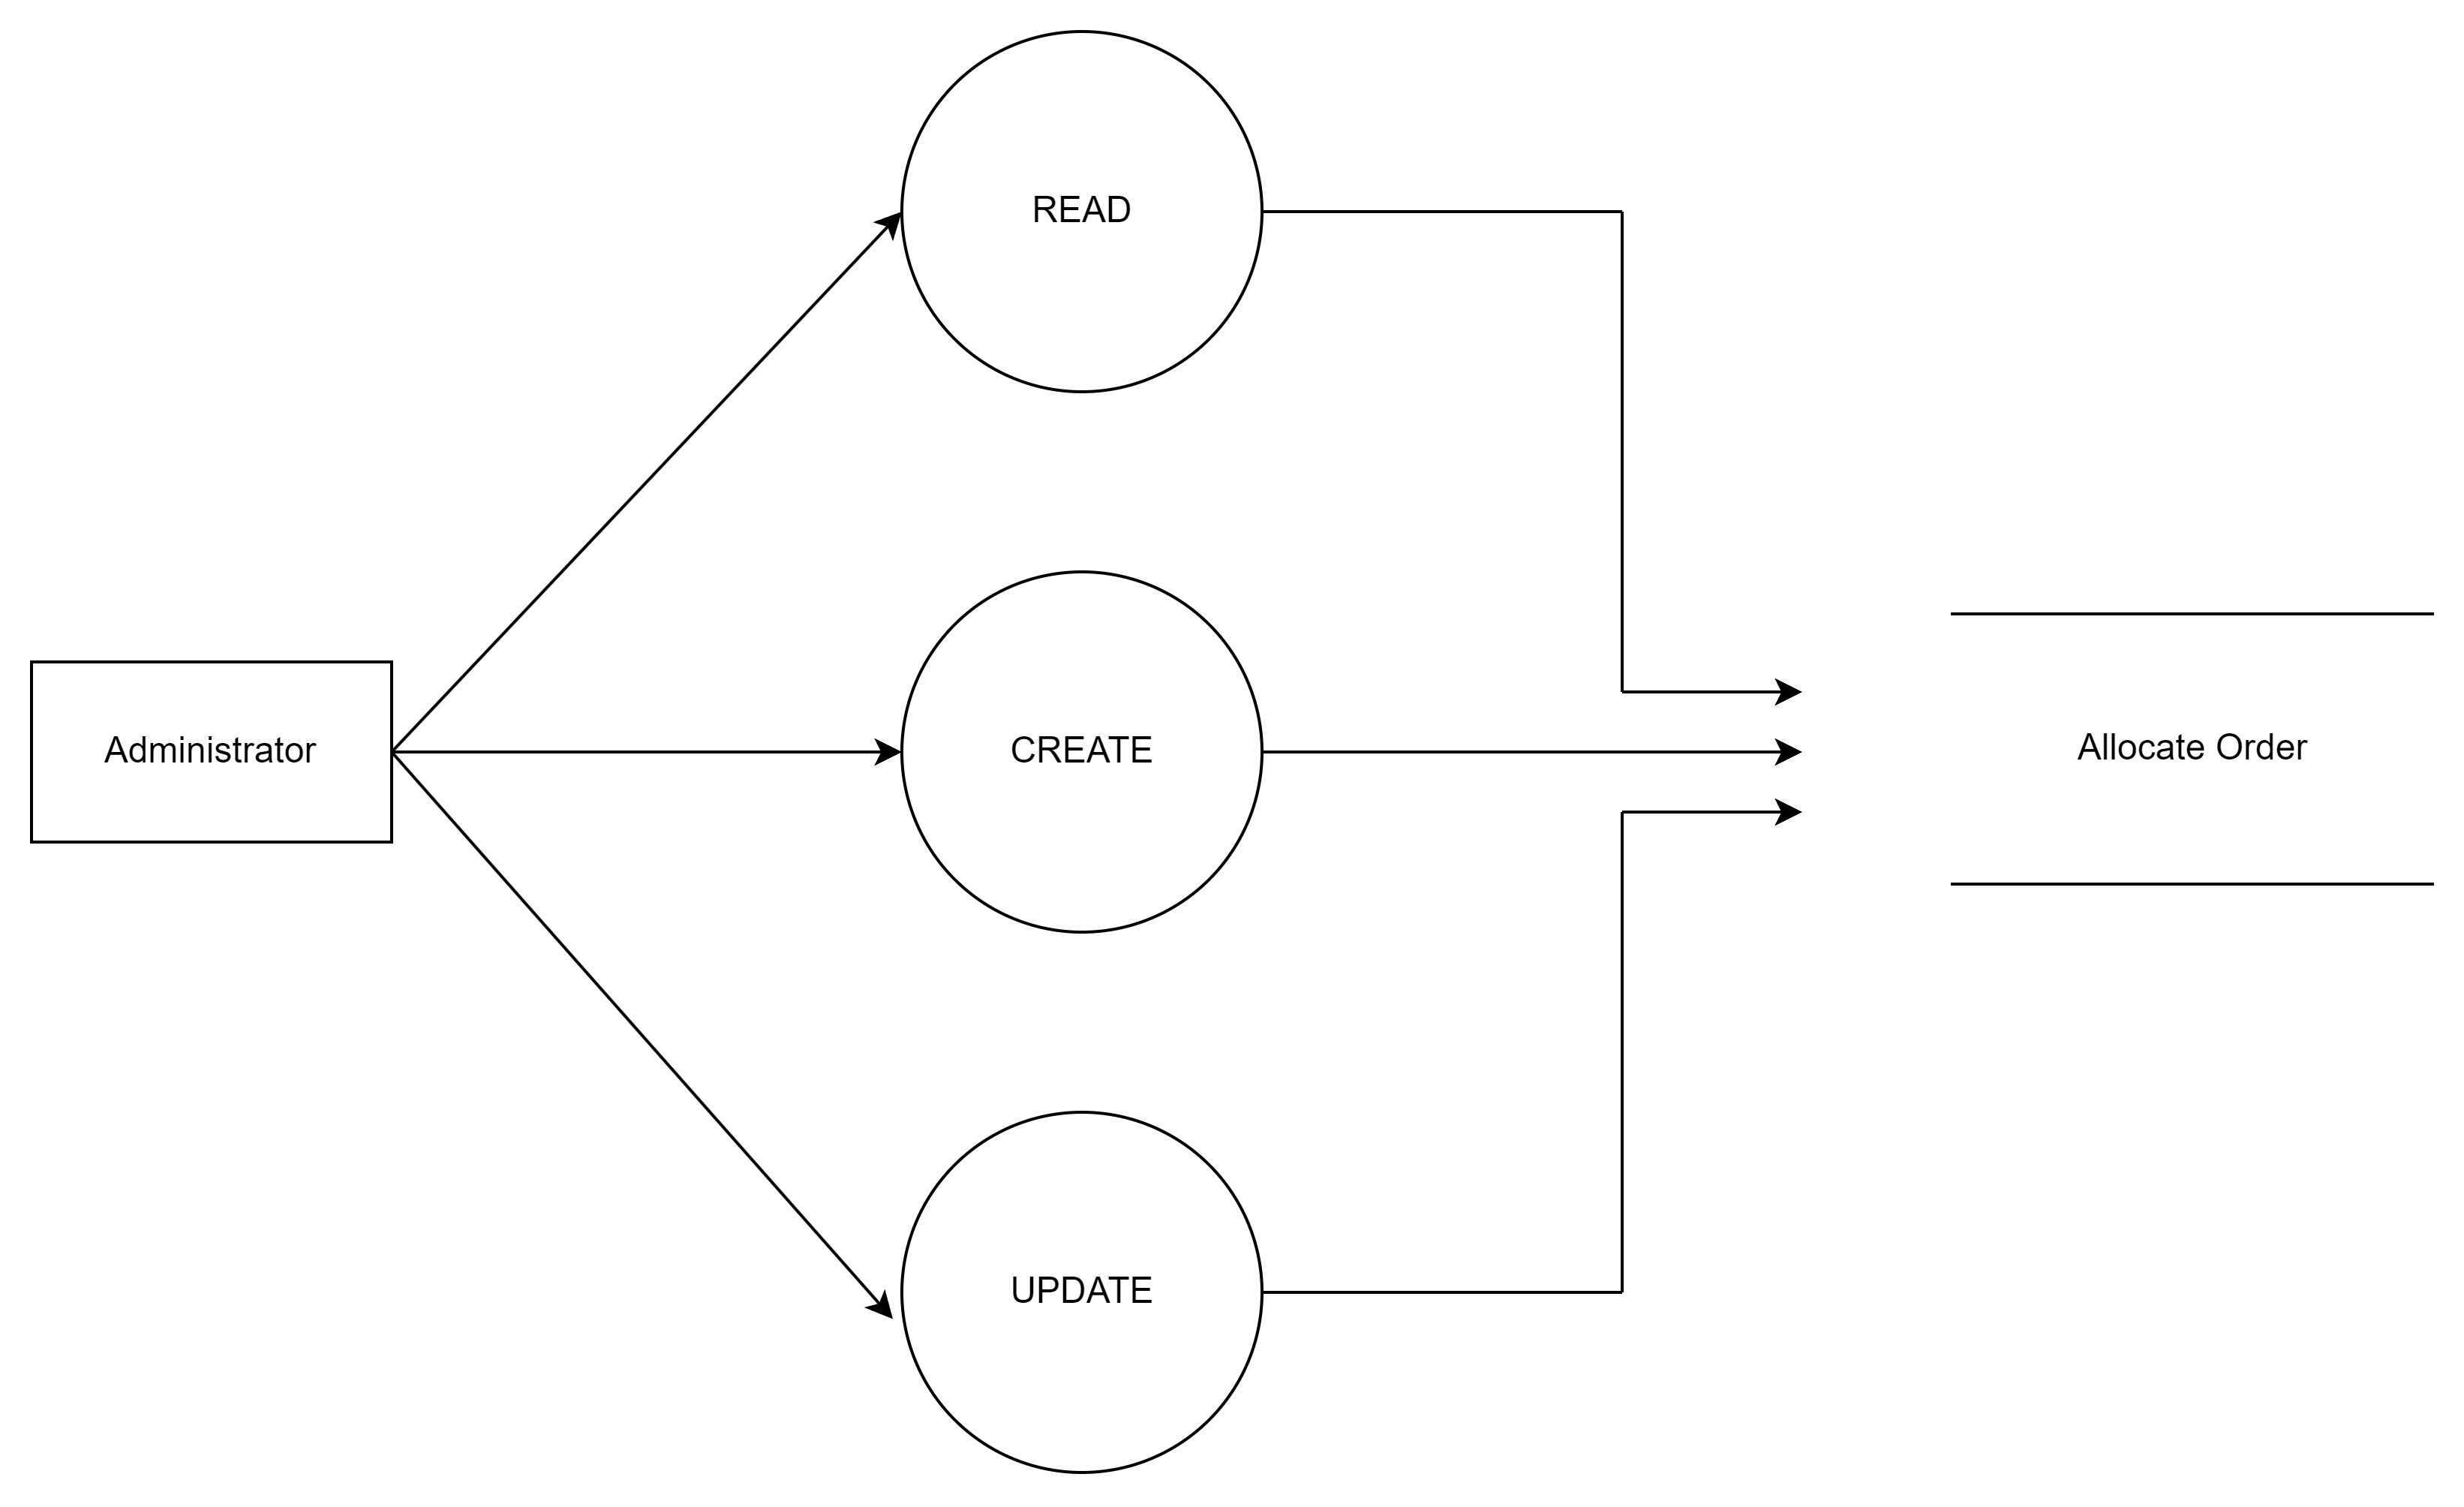 READ
Administrator
CREATE
Allocate Order
UPDATE